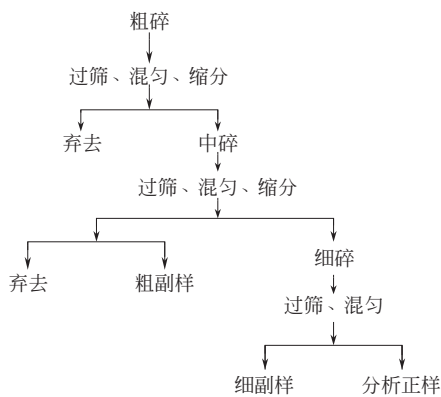 粗碎
过筛、混匀、缩分
弃去
中碎
过筛、混匀、缩分
细碎
弃去
粗副样
过筛、混匀
细副样
分析正样